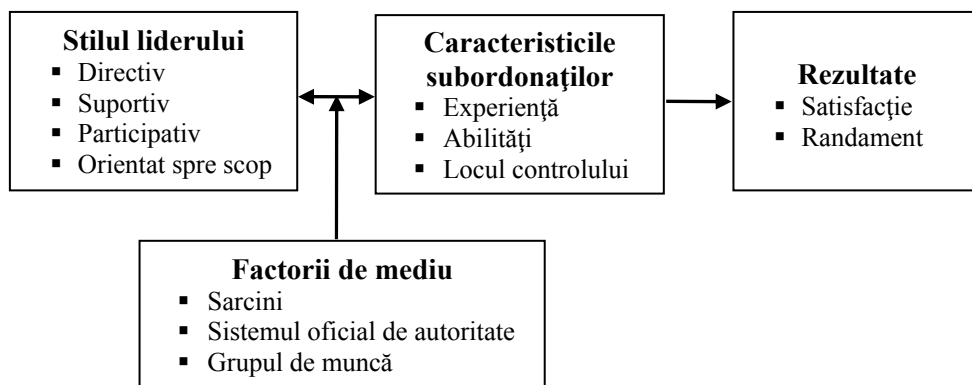 Stilul liderului
▪ Directiv
▪ Suportiv
▪ Participativ
▪ Orientat spre scop
Caracteristicile
subordonaţilor
▪ Experienţă
▪ Abilităţi
▪ Locul controlului
Rezultate
▪ Satisfacţie
▪ Randament
Factorii de mediu
▪ Sarcini
▪ Sistemul oficial de autoritate
▪ Grupul de muncă